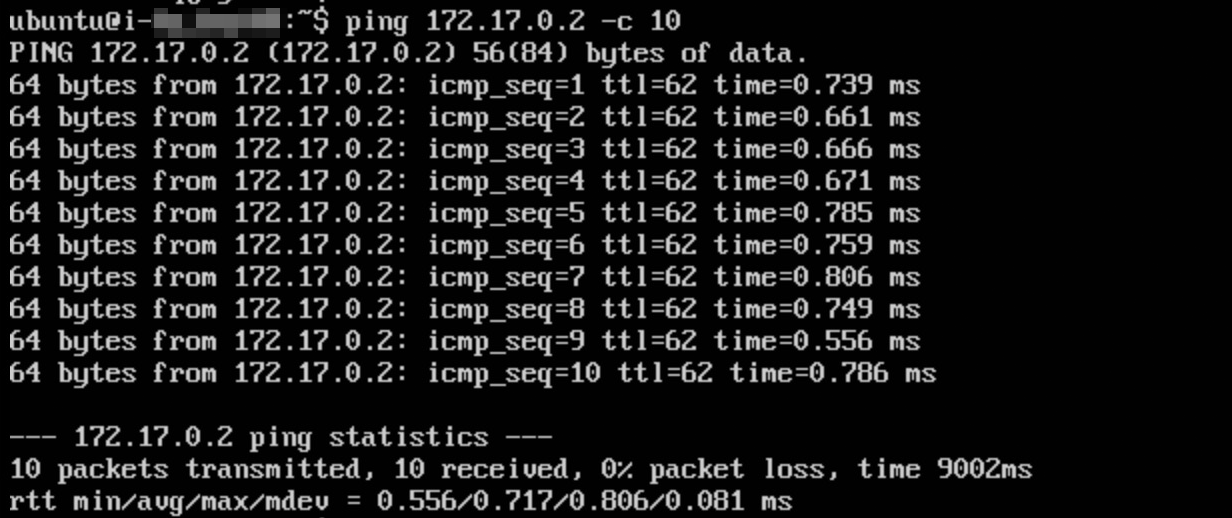 ubuntu@i- :~$ ping 172.17.0.2 -c 10
PING 172.17.0.2 (172.17.0.2) 56(84) bytes of data.
64 bytes from 172.17.0.2: icmp_seq=1 ttl=62 time=0.739 ms
64 bytes from 172.17.0.2: icmp_seq=2 ttl=62 time=0.661 ms
64 bytes from 172.17.0.2: icmp_seq=3 ttl=62 time=0.666 ms
64 bytes from 172.17.0.2: icmp_seq=4 ttl=62 time=0.671 ms
64 bytes from 172.17.0.2: icmp_seq=5 ttl=62 time=0.785 ms
64 bytes from 172.17.0.2: icmp_seq=6 ttl=62 time=0.759 ms
64 bytes from 172.17.0.2: icmp_seq=7 ttl=62 time=0.806 ms
64 bytes from 172.17.0.2: icmp_seq=8 ttl=62 time=0.749 ms
64 bytes from 172.17.0.2: icmp_seq=9 ttl=62 time=0.556 ms
64 bytes from 172.17.0.2: icmp_seq=10 ttl=62 time=0.786 ms
--- 172.17.0.2 ping statistics ---
10 packets transmitted, 10 received, 0% packet loss, time 9002ms
rtt min/avg/max/mdev = 0.556/0.717/0.806/0.081 ms